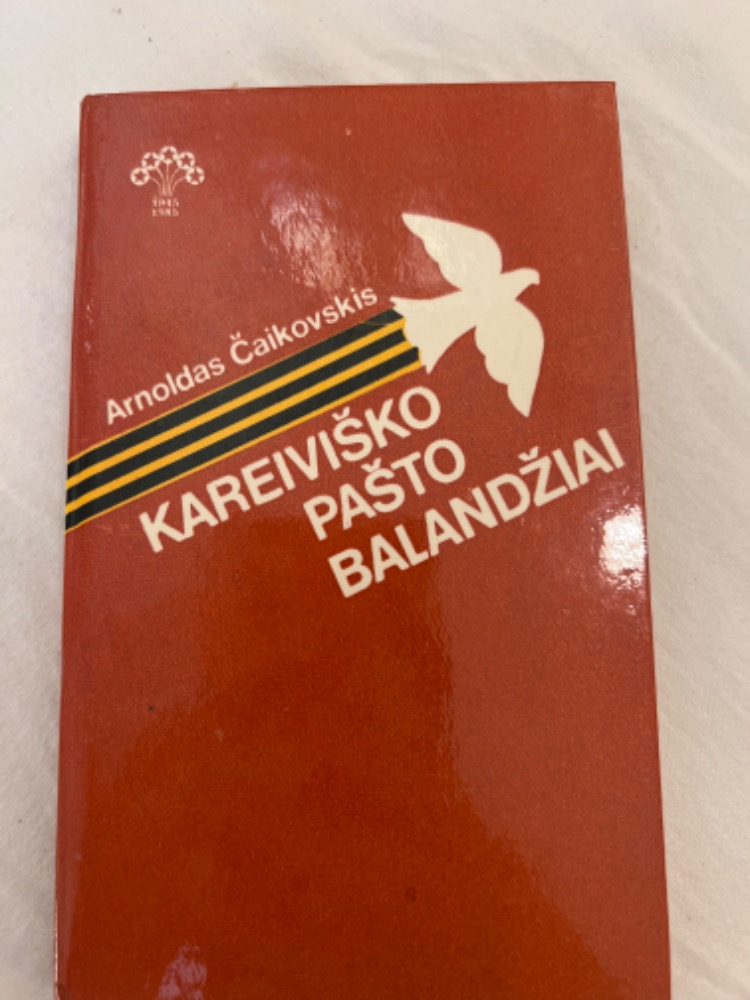 1945
1985
Arnoldas Čaikovskis
KAREIVIŠKO
PAŠTO
BALANDŽIAI